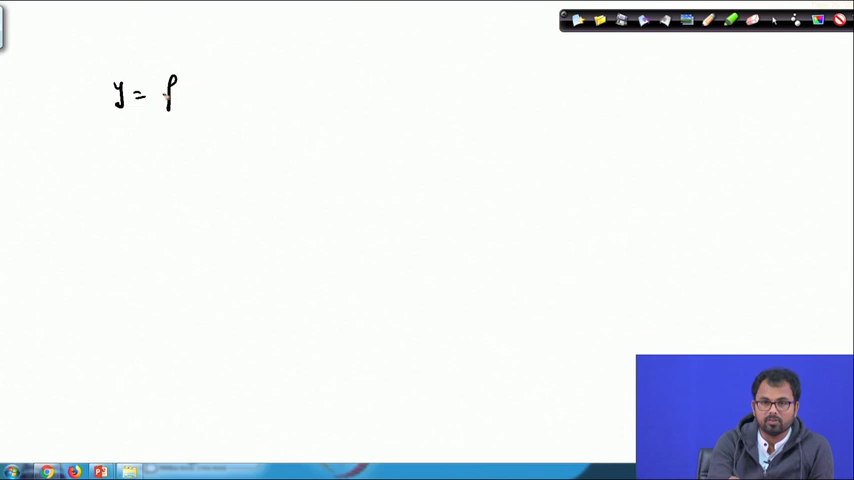 y = f